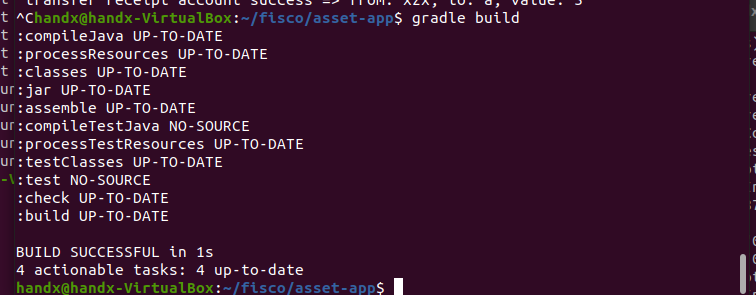 transfer receipt account success => from: xzx, to: a, value: 5
^Chandx@handx-VirtualBox:~/fisco/asset-app$ gradle build
:compileJava UP-TO-DATE
:processResources UP-TO-DATE
:classes UP-TO-DATE
:jar UP-TO-DATE
:assemble UP-TO-DATE
:compileTestJava NO-SOURCE
:processTestResources UP-TO-DATE
:testClasses UP-TO-DATE
:test NO-SOURCE
:check UP-TO-DATE
:build UP-TO-DATE
BUILD SUCCESSFUL in 1s
4 actionable tasks: 4 up-to-date
handx@handx-VirtualBox:~/fisco/asset-app$